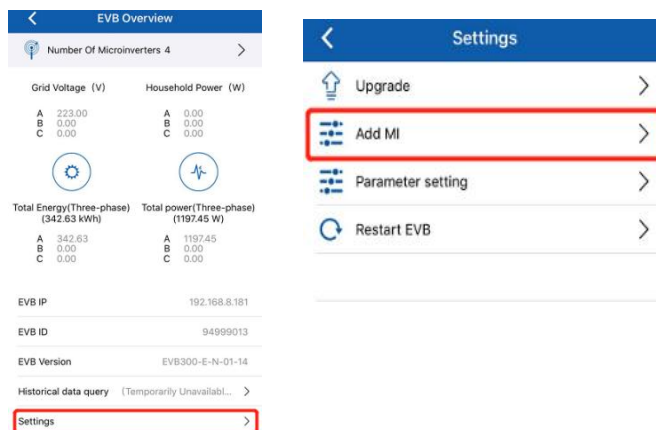 EVB Overview
Number Of Microinverters 4
Grid Voltage (V) Household Power (W)
A 223.00 A 0.00
B 0.00 B 0.00
C 0.00 C 0.00
Total Energy(Three-phase) Total power(Three-phase)
(342.63 kWh) (1197.45 W)
A 342.63 A 1197.45
B 0.00 B 0.00
C 0.00 C 0.00
EVB IP 192.168.8.181
EVB ID 94999013
EVB Version EVB300-E-N-01-14
Historical data query (Temporarily Unavailabl...
Settings
Settings
Upgrade
Add MI
Parameter setting
Restart EVB